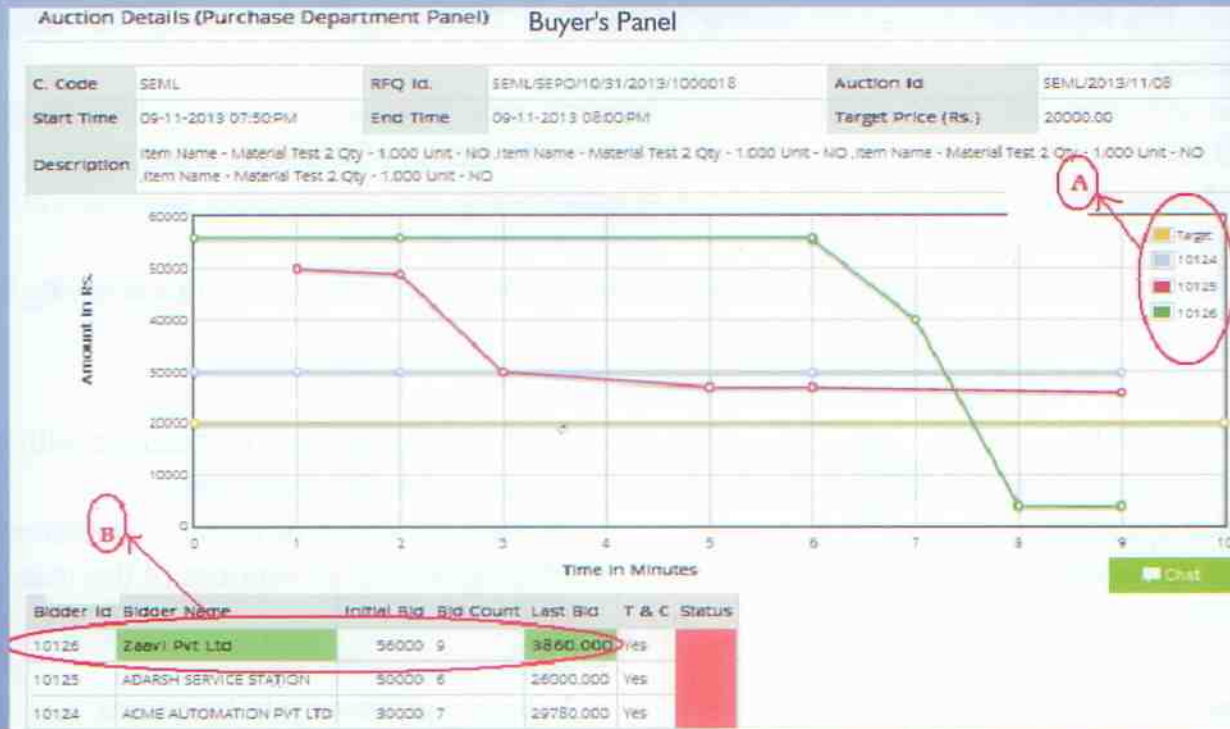 Auction Details (Purchase Department Panel) Buyer's Panel
C. Code SEML RFQ Id. SEML/SEPO/10/31/2013/1000018 Auction Id SEML/2013/11/08
Start Time 09-11-2013 07:50 PM End Time 09-11-2013 08:00 PM Target Price (Rs.) 20000.00
Description Item Name - Material Test 2 Qty - 1.000 Unit - NO ,Item Name - Material Test 2 Qty - 1.000 Unit - NO ,Item Name - Material Test 2 Qty - 1.000 Unit - NO
,Item Name - Material Test 2 Qty - 1.000 Unit - NO
A
Target
10124
10125
10126
Amount in Rs.
60000
50000
40000
30000
20000
10000
0
0 1 2 3 4 5 6 7 8 9 10
Time in Minutes
B
Chat
Bidder Id Bidder Name Initial Bid Bid Count Last Bid T & C Status
10126 Zaavi Pvt Ltd 56000 9 3860.000 Yes
10125 ADARSH SERVICE STATION 50000 6 26000.000 Yes
10124 ACME AUTOMATION PVT LTD 30000 7 29780.000 Yes